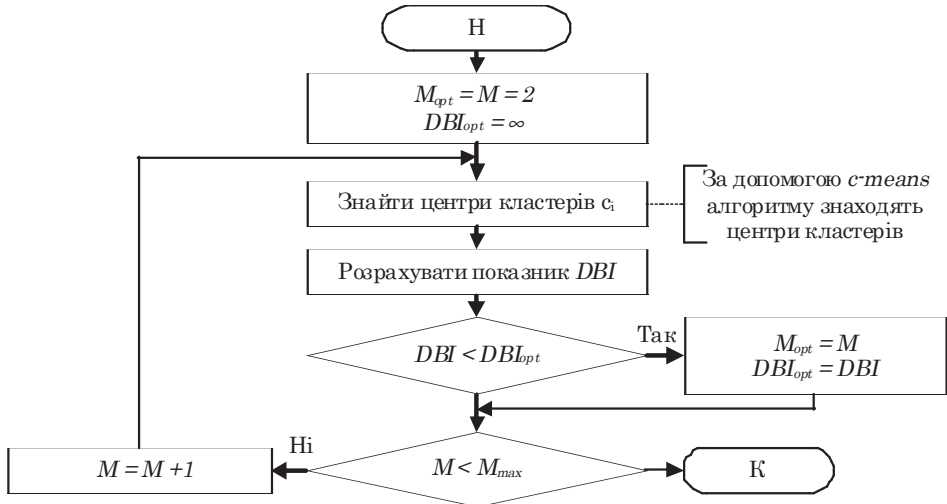 Н
M_opt = M = 2
DBI_opt = ∞
Знайти центри кластерів c_i
За допомогою c-means
алгоритму знаходять
центри кластерів
Розрахувати показник DBI
DBI < DBI_opt
Так
M_opt = M
DBI_opt = DBI
M = M + 1
Ні
M < M_max
К